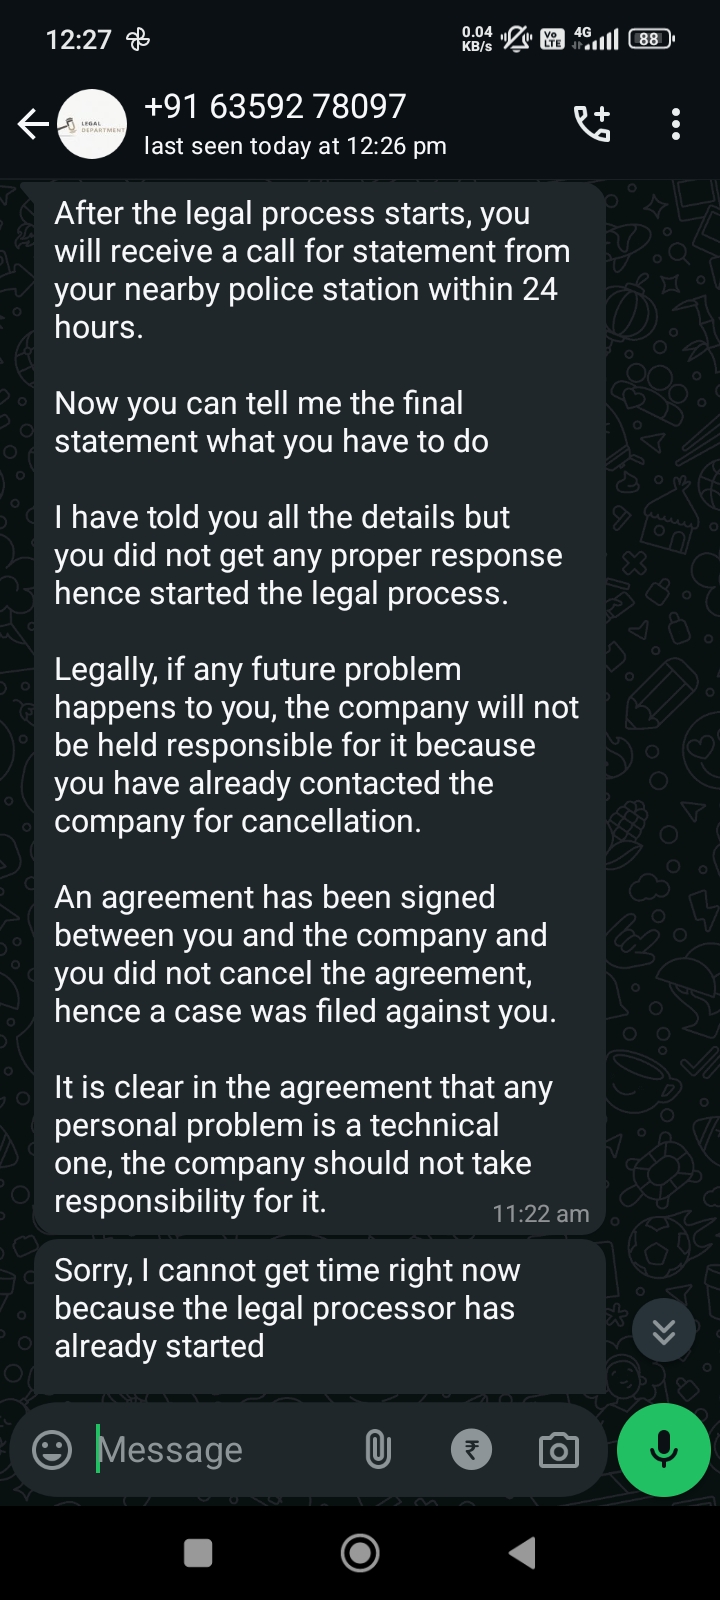 12:27
0.04
KB/s
Vo
LTE
4G
88
LEGAL
DEPARTMENT
+91 63592 78097
last seen today at 12:26 pm
After the legal process starts, you
will receive a call for statement from
your nearby police station within 24
hours.
Now you can tell me the final
statement what you have to do
I have told you all the details but
you did not get any proper response
hence started the legal process.
Legally, if any future problem
happens to you, the company will not
be held responsible for it because
you have already contacted the
company for cancellation.
An agreement has been signed
between you and the company and
you did not cancel the agreement,
hence a case was filed against you.
It is clear in the agreement that any
personal problem is a technical
one, the company should not take
responsibility for it.
11:22 am
Sorry, I cannot get time right now
because the legal processor has
already started
Message
₹